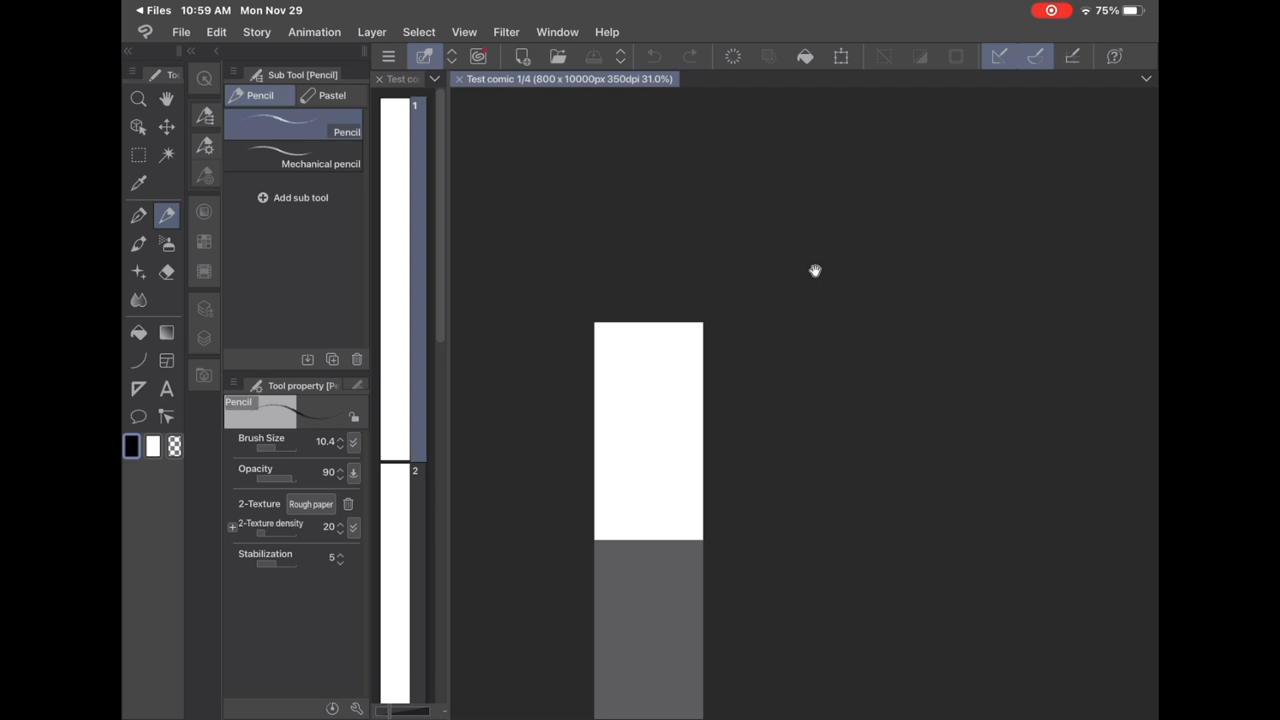 Files 10:59 AM Mon Nov 29 75%
File Edit Story Animation Layer Select View Filter Window Help
Sub Tool [Pencil]
Test co
Test comic 1/4 (800 x 10000px 350dpi 31.0%)
Pencil Pastel
Pencil
Mechanical pencil
Add sub tool
1
2
Tool property [Pe
Pencil
Brush Size 10.4
Opacity 90
2-Texture Rough paper
2-Texture density 20
Stabilization 5
A